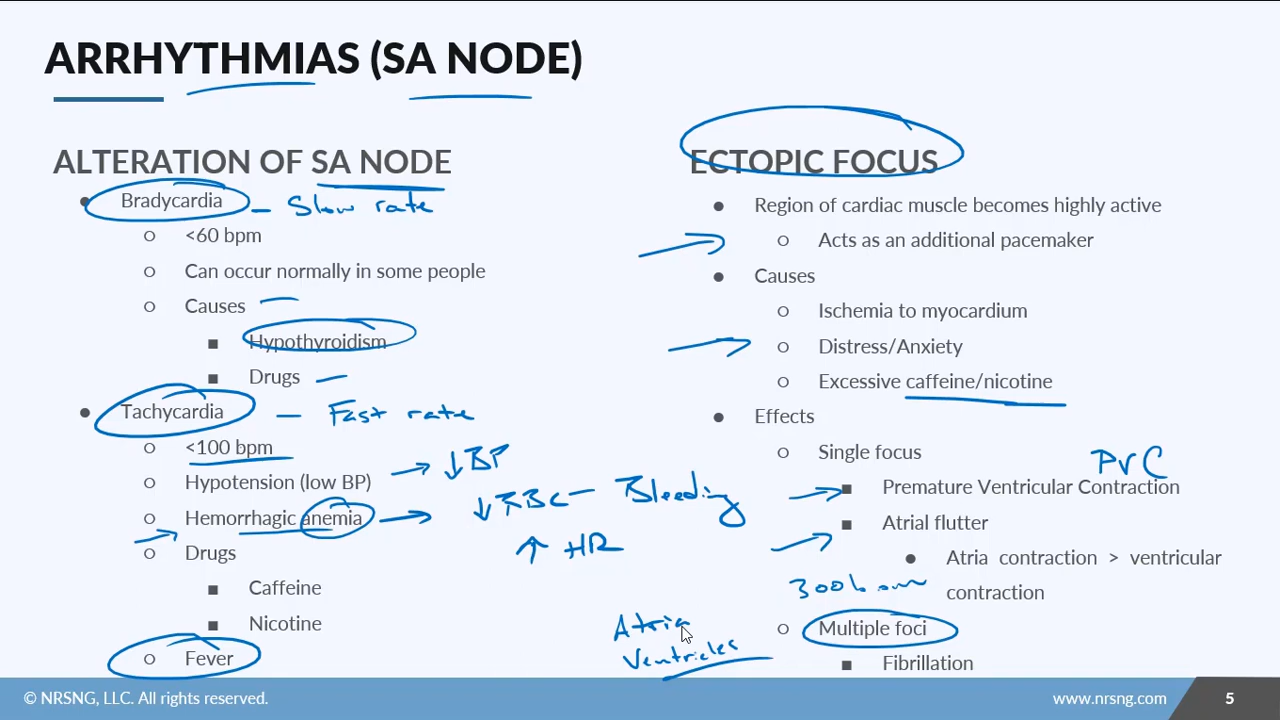 ARRHYTHMIAS (SA NODE)
ALTERATION OF SA NODE
● Bradycardia – Slow rate
○ <60 bpm
○ Can occur normally in some people
○ Causes
■ Hypothyroidism
■ Drugs
● Tachycardia – Fast rate
○ <100 bpm
○ Hypotension (low BP) → ↓BP
○ Hemorrhagic anemia → ↓RBC – Bleeding
↑ HR
○ Drugs
■ Caffeine
■ Nicotine
○ Fever
Atria
Ventricles
ECTOPIC FOCUS
● Region of cardiac muscle becomes highly active
○ Acts as an additional pacemaker
● Causes
○ Ischemia to myocardium
○ Distress/Anxiety
○ Excessive caffeine/nicotine
● Effects
○ Single focus
PVC
■ Premature Ventricular Contraction
■ Atrial flutter
● Atria contraction > ventricular
contraction
300
○ Multiple foci
■ Fibrillation
© NRSNG, LLC. All rights reserved.
www.nrsng.com
5